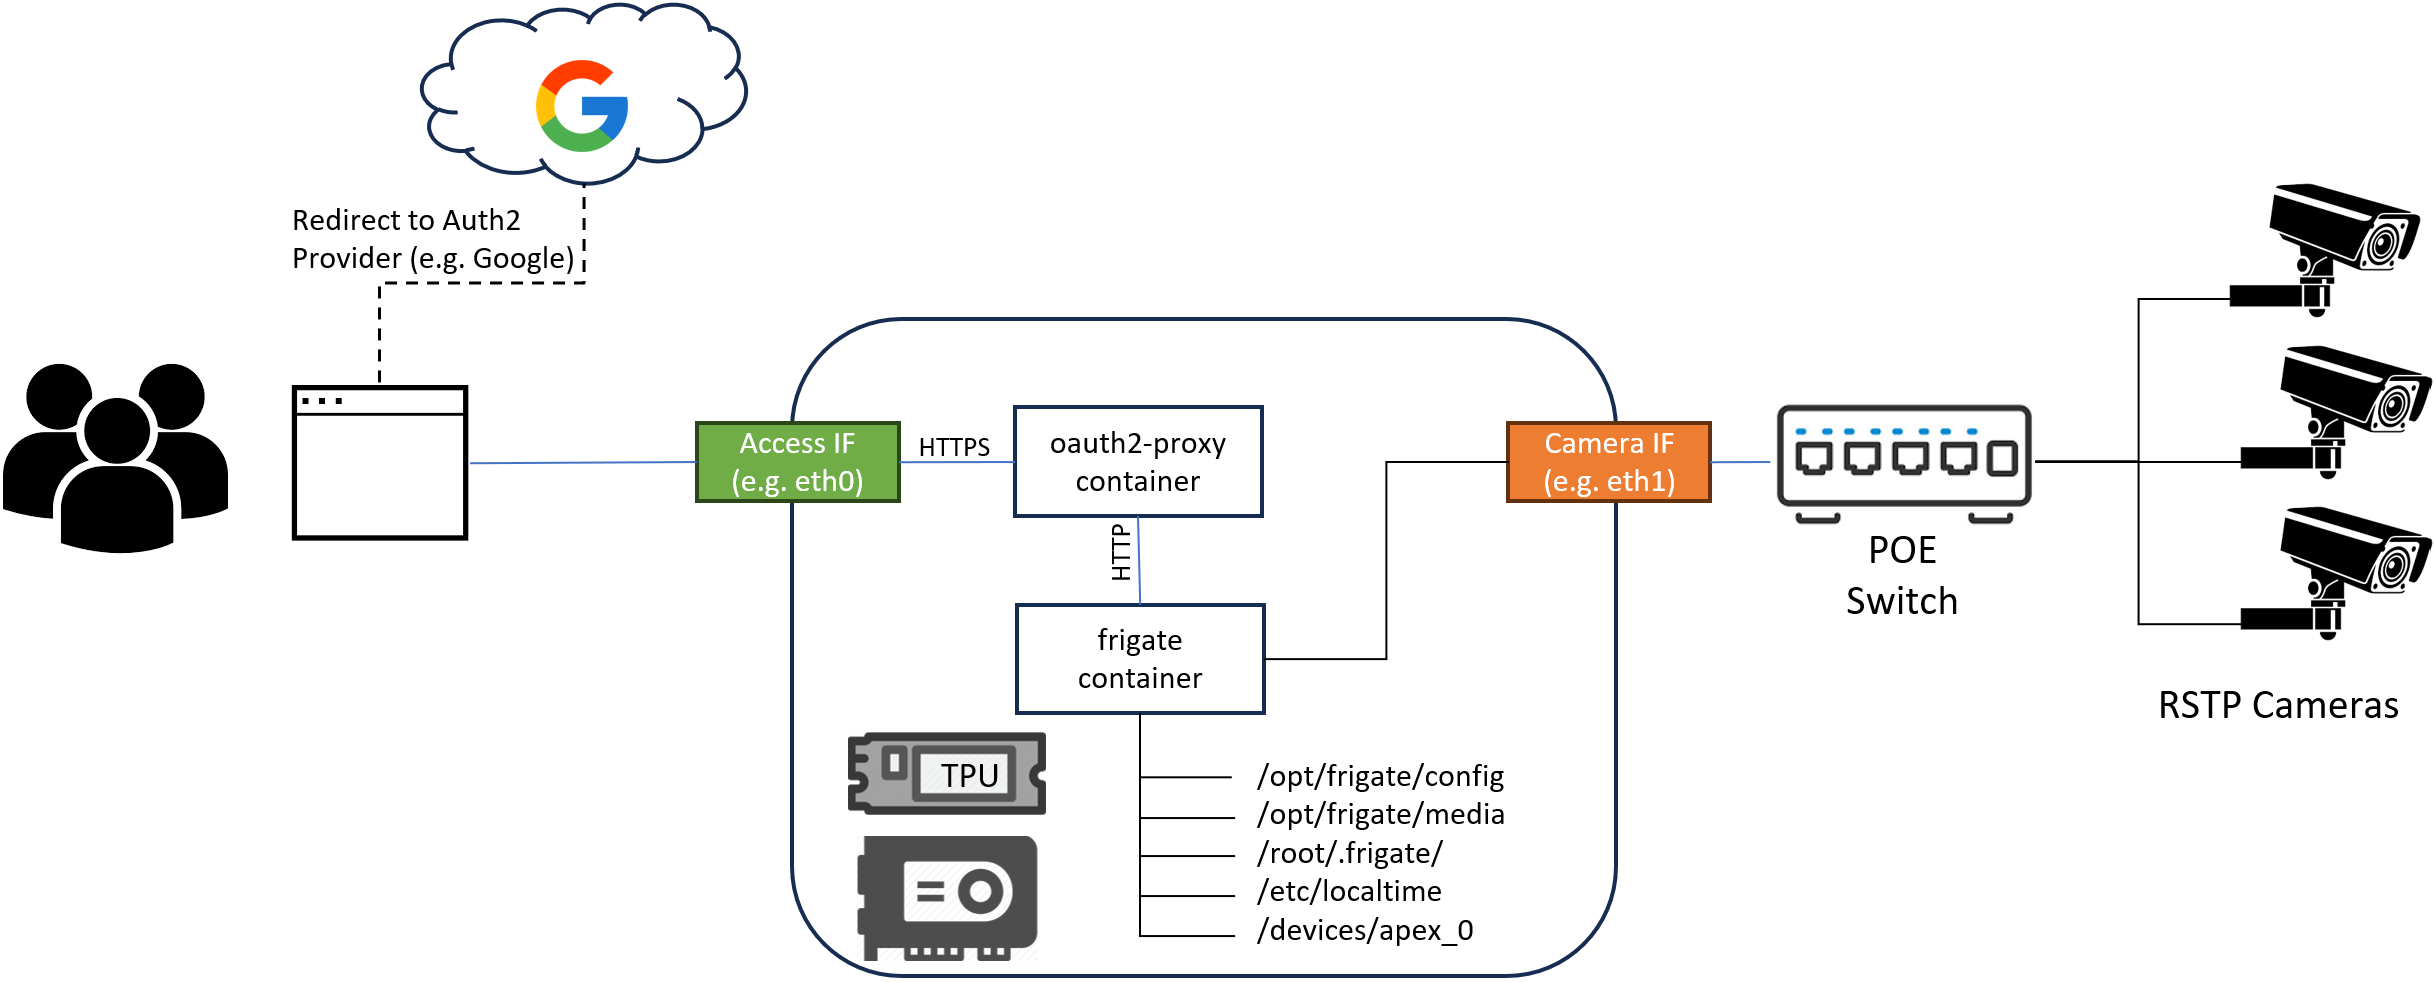 Redirect to Auth2
Provider (e.g. Google)
Access IF
(e.g. eth0)
HTTPS
oauth2-proxy
container
HTTP
frigate
container
Camera IF
(e.g. eth1)
POE
Switch
RSTP Cameras
TPU
/opt/frigate/config
/opt/frigate/media
/root/.frigate/
/etc/localtime
/devices/apex_0